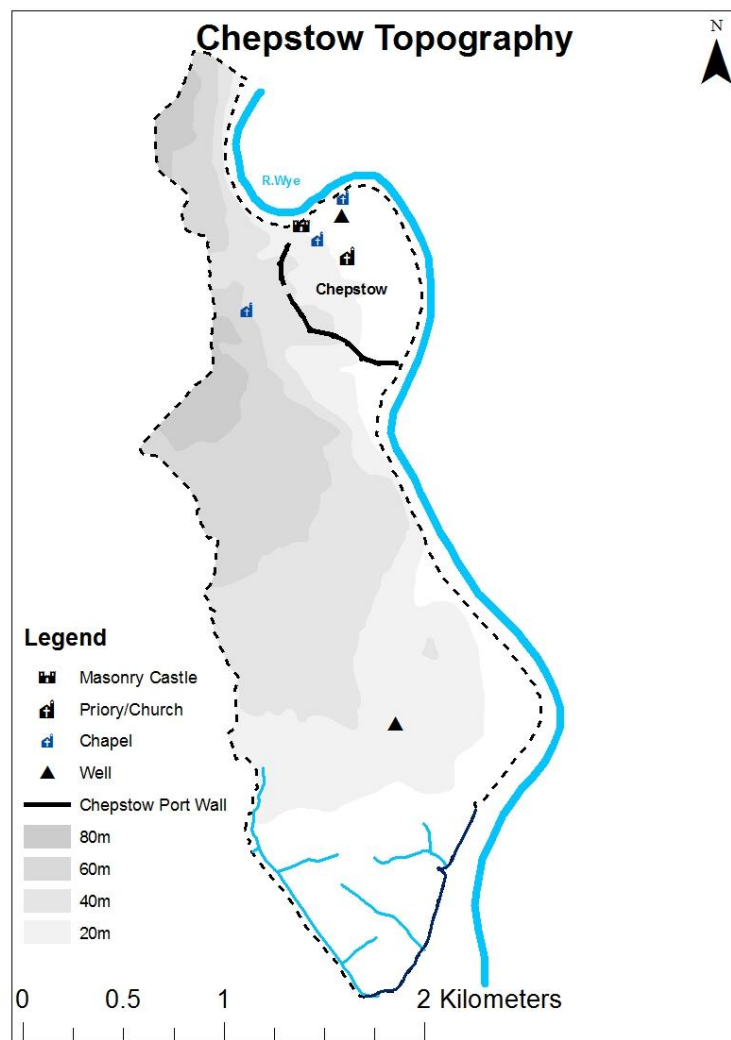 Chepstow Topography
N
R.Wye
Chepstow
Legend
Masonry Castle
Priory/Church
Chapel
Well
Chepstow Port Wall
80m
60m
40m
20m
0 0.5 1 2 Kilometers